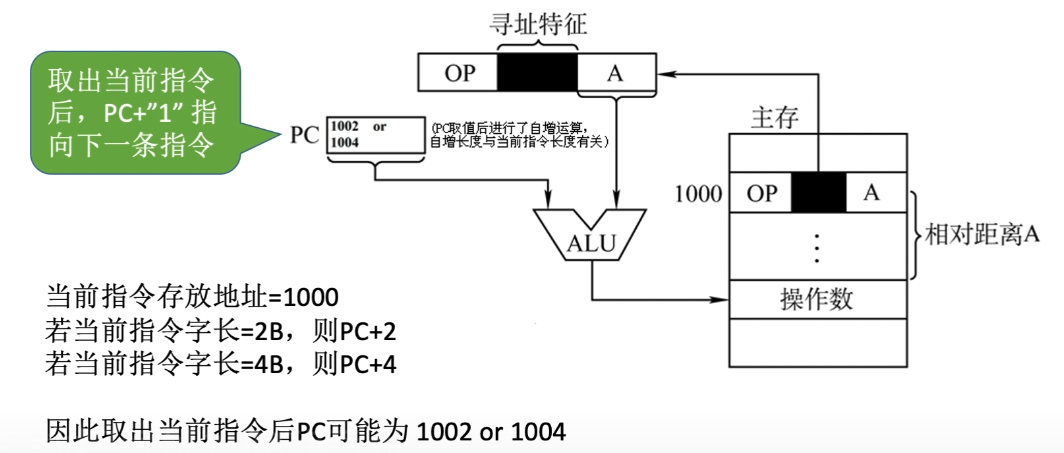 寻址特征
OP
A
取出当前指令
后，PC+”1” 指
向下一条指令
PC
1002 or
1004
(PC取值后进行了自增运算，
自增长度与当前指令长度有关)
主存
1000
OP
A
ALU
⋮
相对距离A
操作数
当前指令存放地址=1000
若当前指令字长=2B，则PC+2
若当前指令字长=4B，则PC+4
因此取出当前指令后PC可能为 1002 or 1004